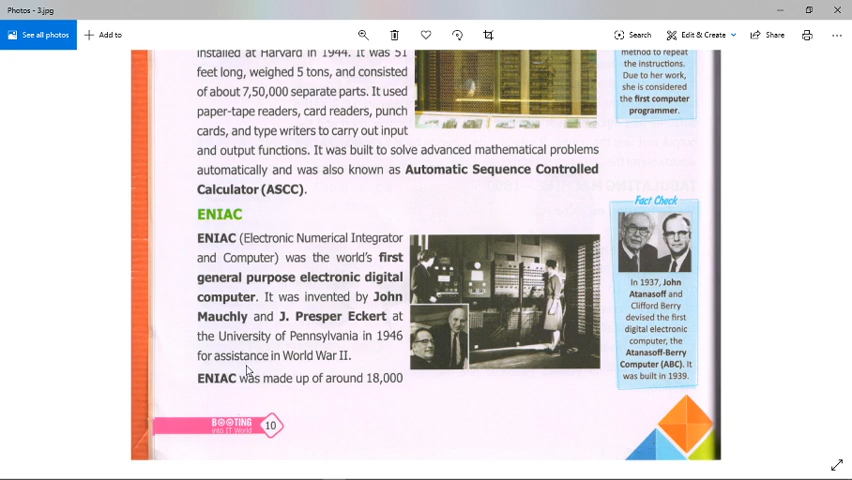 Photos - 3.jpg
See all photos
Add to
Search
Edit & Create
Share
installed at Harvard in 1944. It was 51
feet long, weighed 5 tons, and consisted
of about 7,50,000 separate parts. It used
paper-tape readers, card readers, punch
cards, and type writers to carry out input
and output functions. It was built to solve advanced mathematical problems
automatically and was also known as Automatic Sequence Controlled
Calculator (ASCC).
ENIAC
ENIAC (Electronic Numerical Integrator
and Computer) was the world's first
general purpose electronic digital
computer. It was invented by John
Mauchly and J. Presper Eckert at
the University of Pennsylvania in 1946
for assistance in World War II.
ENIAC was made up of around 18,000
method to repeat
the instructions.
Due to her work,
she is considered
the first computer
programmer.
Fact Check
In 1937, John
Atanasoff and
Clifford Berry
devised the first
digital electronic
computer, the
Atanasoff-Berry
Computer (ABC). It
was built in 1939.
BOOTING
into IT World
10